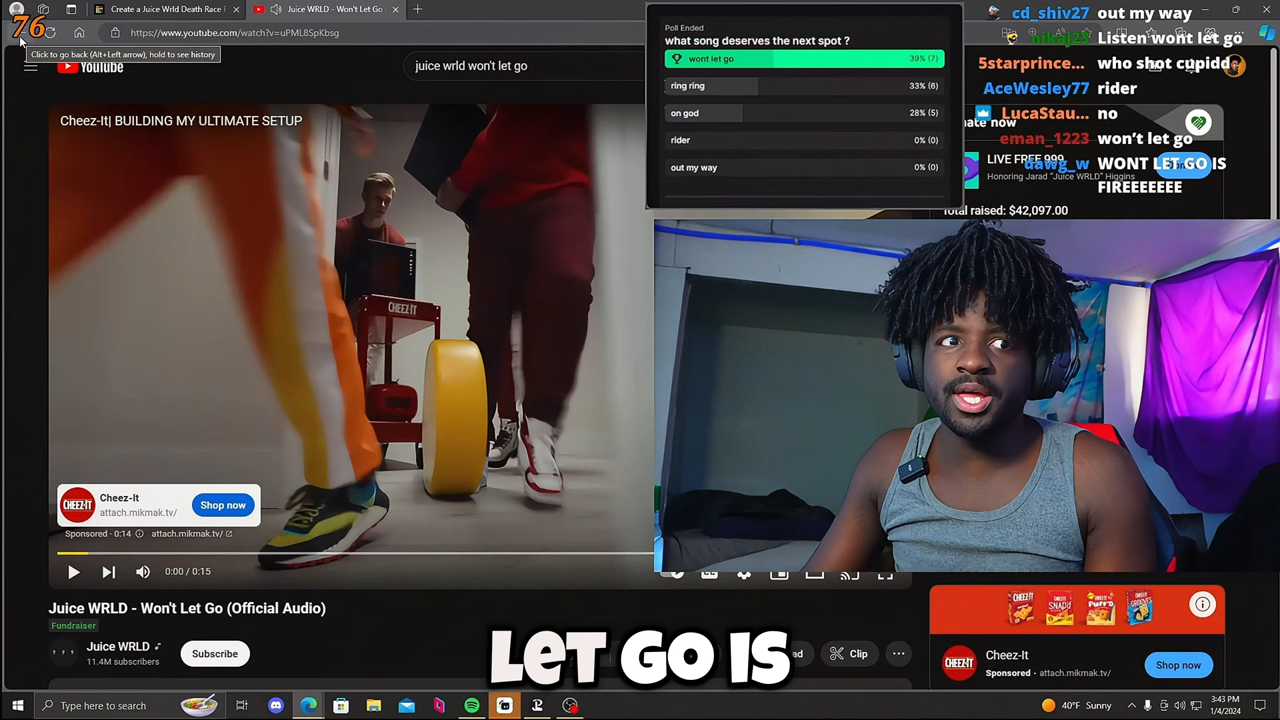 76
Create a Juice Wrld Death Race
Juice WRLD - Won't Let Go
https://www.youtube.com/watch?v=uPML8SpKbsg
Click to go back (Alt+Left arrow), hold to see history
YouTube
juice wrld won't let go
Cheez-It| BUILDING MY ULTIMATE SETUP
CHEEZ-IT
Poll Ended
what song deserves the next spot ?
wont let go 39% (7)
ring ring 33% (6)
on god 28% (5)
rider 0% (0)
out my way 0% (0)
cd_shiv27 out my way
Listen wont let go
5starprince... who shot cupidd
AceWesley77 rider
LucaStau... no
eman_1223 won't let go
dawg_w WONT LET GO IS
FIREEEEEEE
now
LIVE FREE 999
Honoring Jarad "Juice WRLD" Higgins
Total raised: $42,097.00
CHEEZ-IT
Cheez-It
attach.mikmak.tv/
Shop now
Sponsored · 0:14
attach.mikmak.tv/
0:00 / 0:15
Juice WRLD - Won't Let Go (Official Audio)
Fundraiser
Juice WRLD
11.4M subscribers
Subscribe
Clip
LET GO IS
CHEEZ-IT
Cheez-It
Sponsored · attach.mikmak.tv/
Shop now
Type here to search
40°F Sunny
3:43 PM
1/4/2024